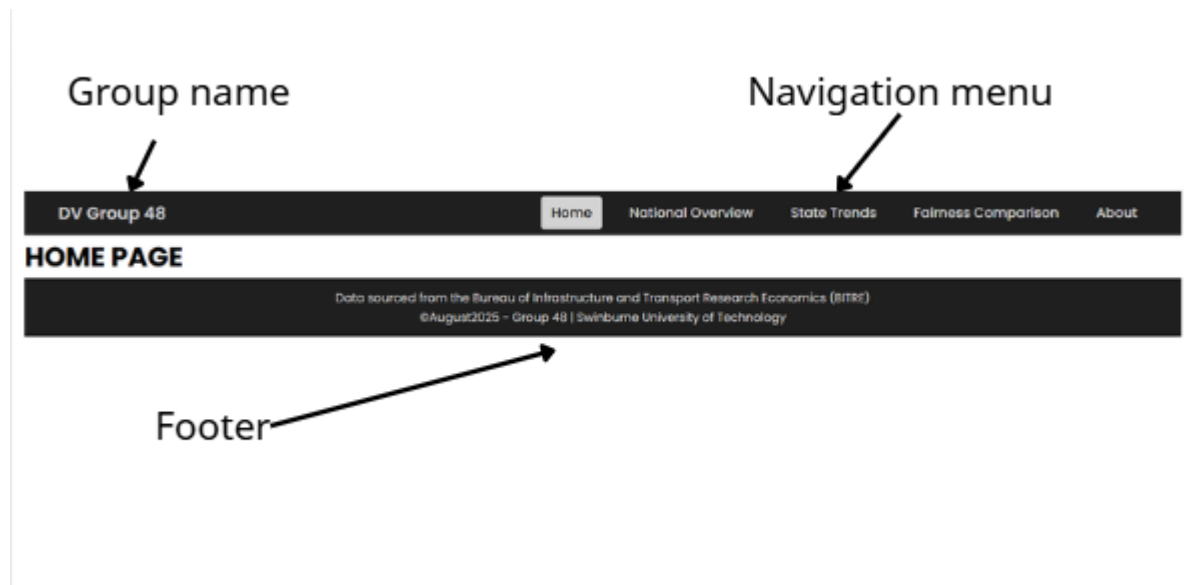 Group name
Navigation menu
DV Group 48
Home
National Overview
State Trends
Fairness Comparison
About
HOME PAGE
Data sourced from the Bureau of Infrastructure and Transport Research Economics (BITRE)
©August2025 - Group 48 | Swinburne University of Technology
Footer